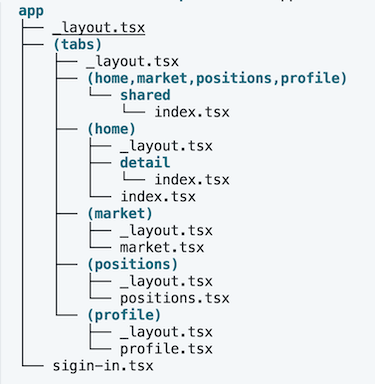 app
├── _layout.tsx
├── (tabs)
│   ├── _layout.tsx
│   ├── (home,market,positions,profile)
│   │   └── shared
│   │       └── index.tsx
│   ├── (home)
│   │   ├── _layout.tsx
│   │   ├── detail
│   │   │   └── index.tsx
│   │   └── index.tsx
│   ├── (market)
│   │   ├── _layout.tsx
│   │   └── market.tsx
│   ├── (positions)
│   │   ├── _layout.tsx
│   │   └── positions.tsx
│   └── (profile)
│       ├── _layout.tsx
│       └── profile.tsx
└── sigin-in.tsx